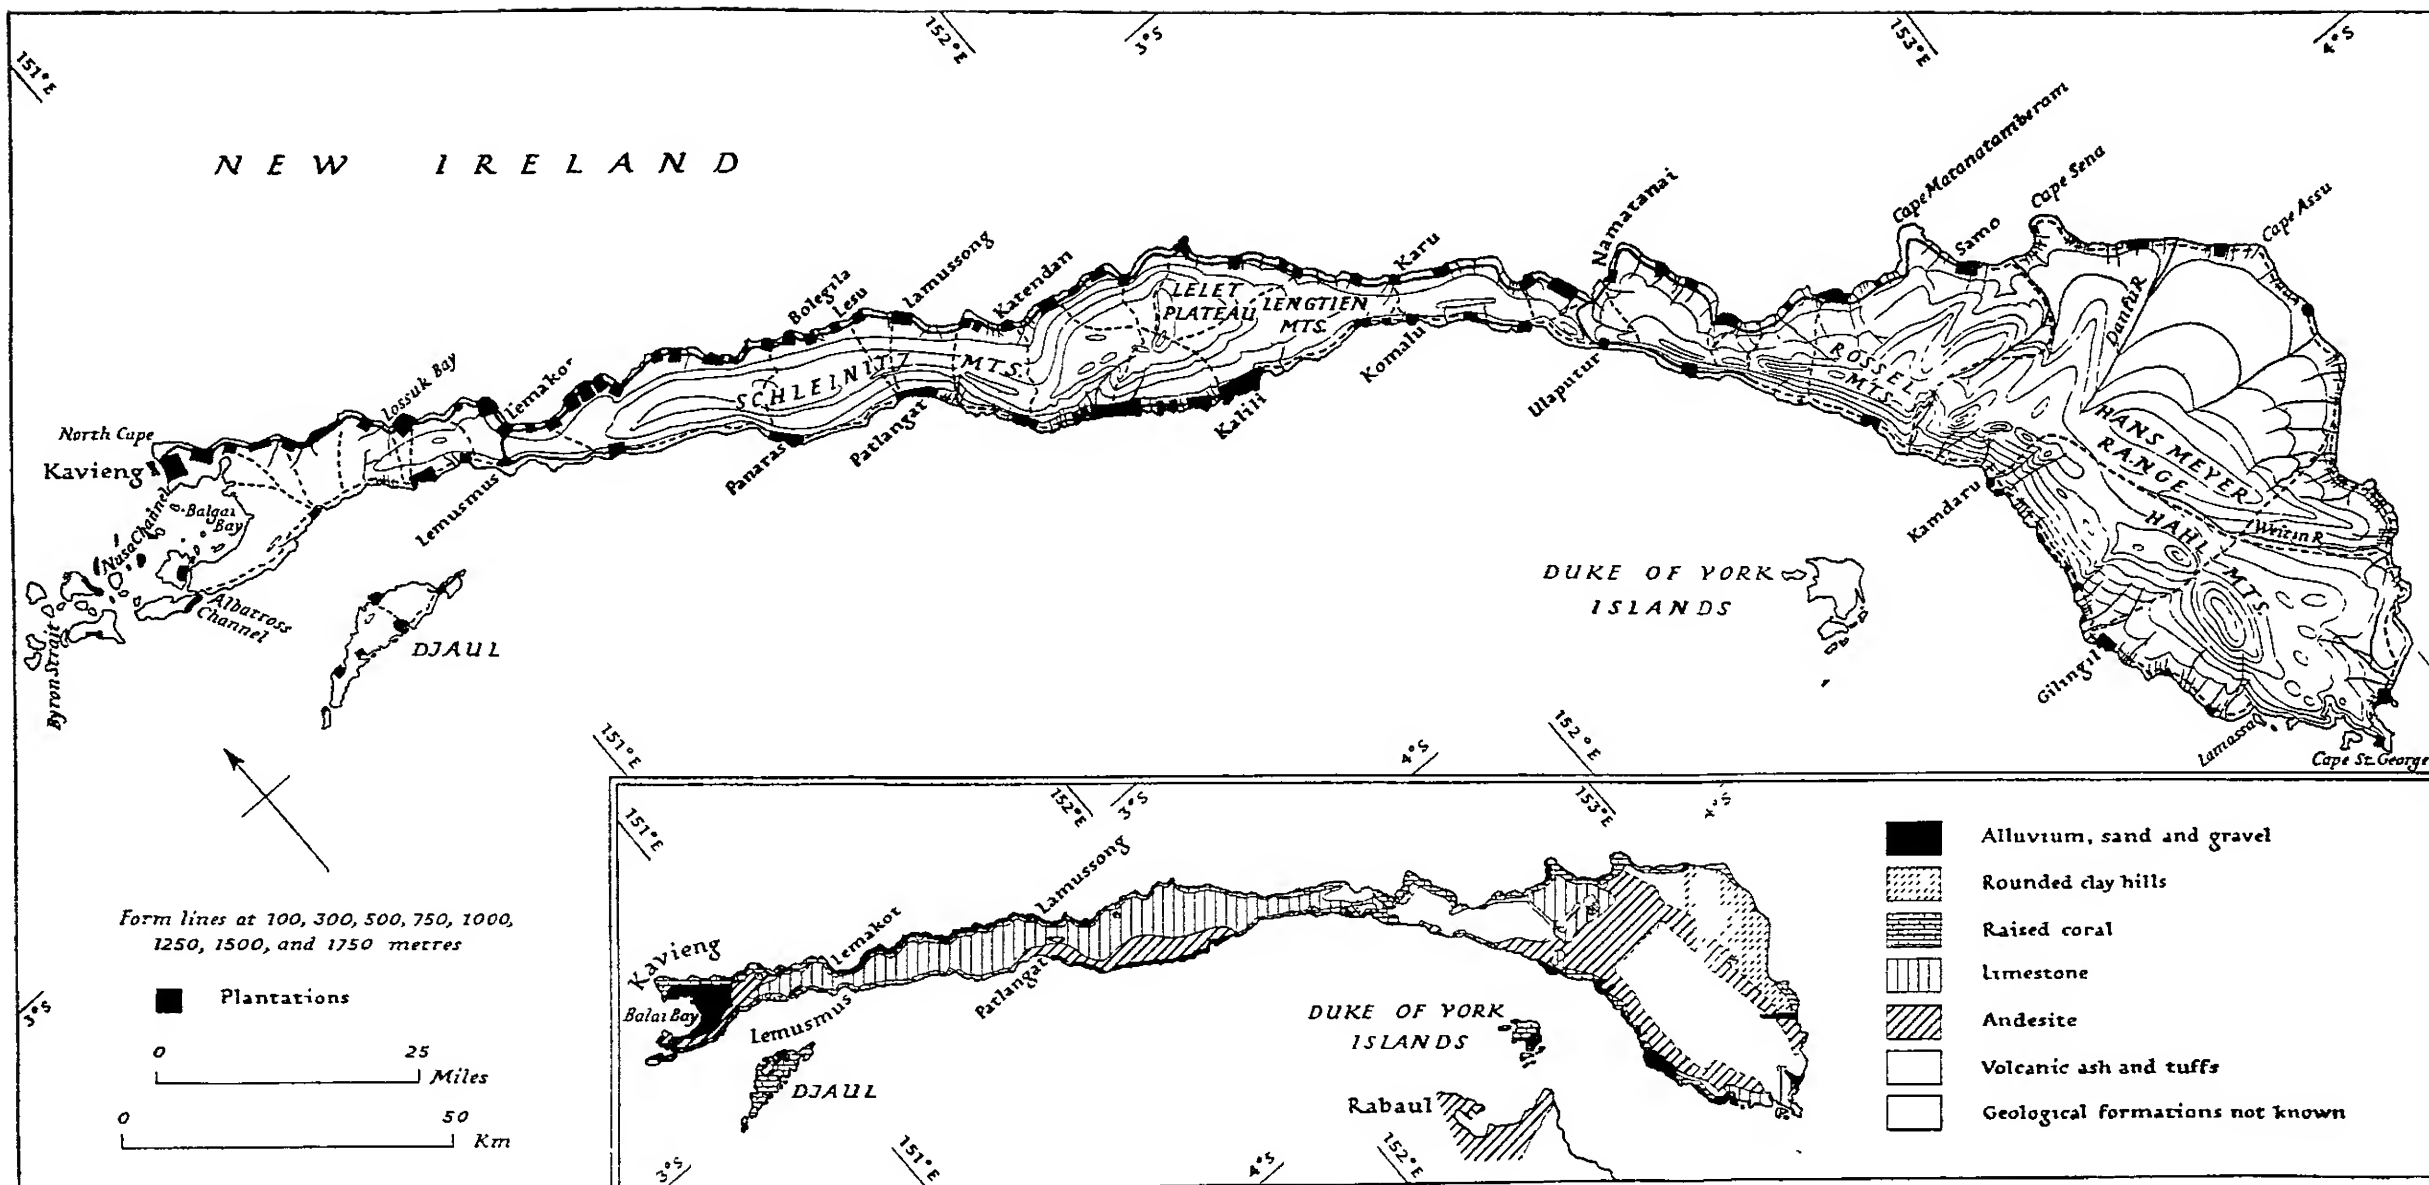 151°E
152°E
3°S
153°E
4°S
NEW IRELAND
Cape Matanatamberam
Cape Sena
Cape Assu
Samo
Namatanai
Karu
Katendan
Lamussong
Lesu
Bolegila
Lemakot
Lossuk Bay
North Cape
Kavieng
Nusa Channel
Balgai
Bay
Byron Strait
Albatross
Channel
DJAUL
Lemusmus
Panaras
Patlangat
Kalili
Komalu
Ulaputur
Kamdaru
Gilingil
Lamassa
Cape St. George
SCHLEINITZ MTS.
LELET
PLATEAU
LENGTIEN
MTS.
ROSSEL
MTS.
Danfu R
HANS MEYER
RANGE
Weitin R
HAHL MTS.
DUKE OF YORK
ISLANDS
Form lines at 100, 300, 500, 750, 1000,
1250, 1500, and 1750 metres
Plantations
0 25
Miles
0 50
Km
3°S
151°E
4°S
152°E
151°E
152°E
3°S
153°E
4°S
Kavieng
Balai Bay
Lemakot
Lamussong
Lemusmus
Patlangat
DJAUL
DUKE OF YORK
ISLANDS
Rabaul
3°S
151°E
4°S
152°E
Alluvium, sand and gravel
Rounded clay hills
Raised coral
Limestone
Andesite
Volcanic ash and tuffs
Geological formations not known